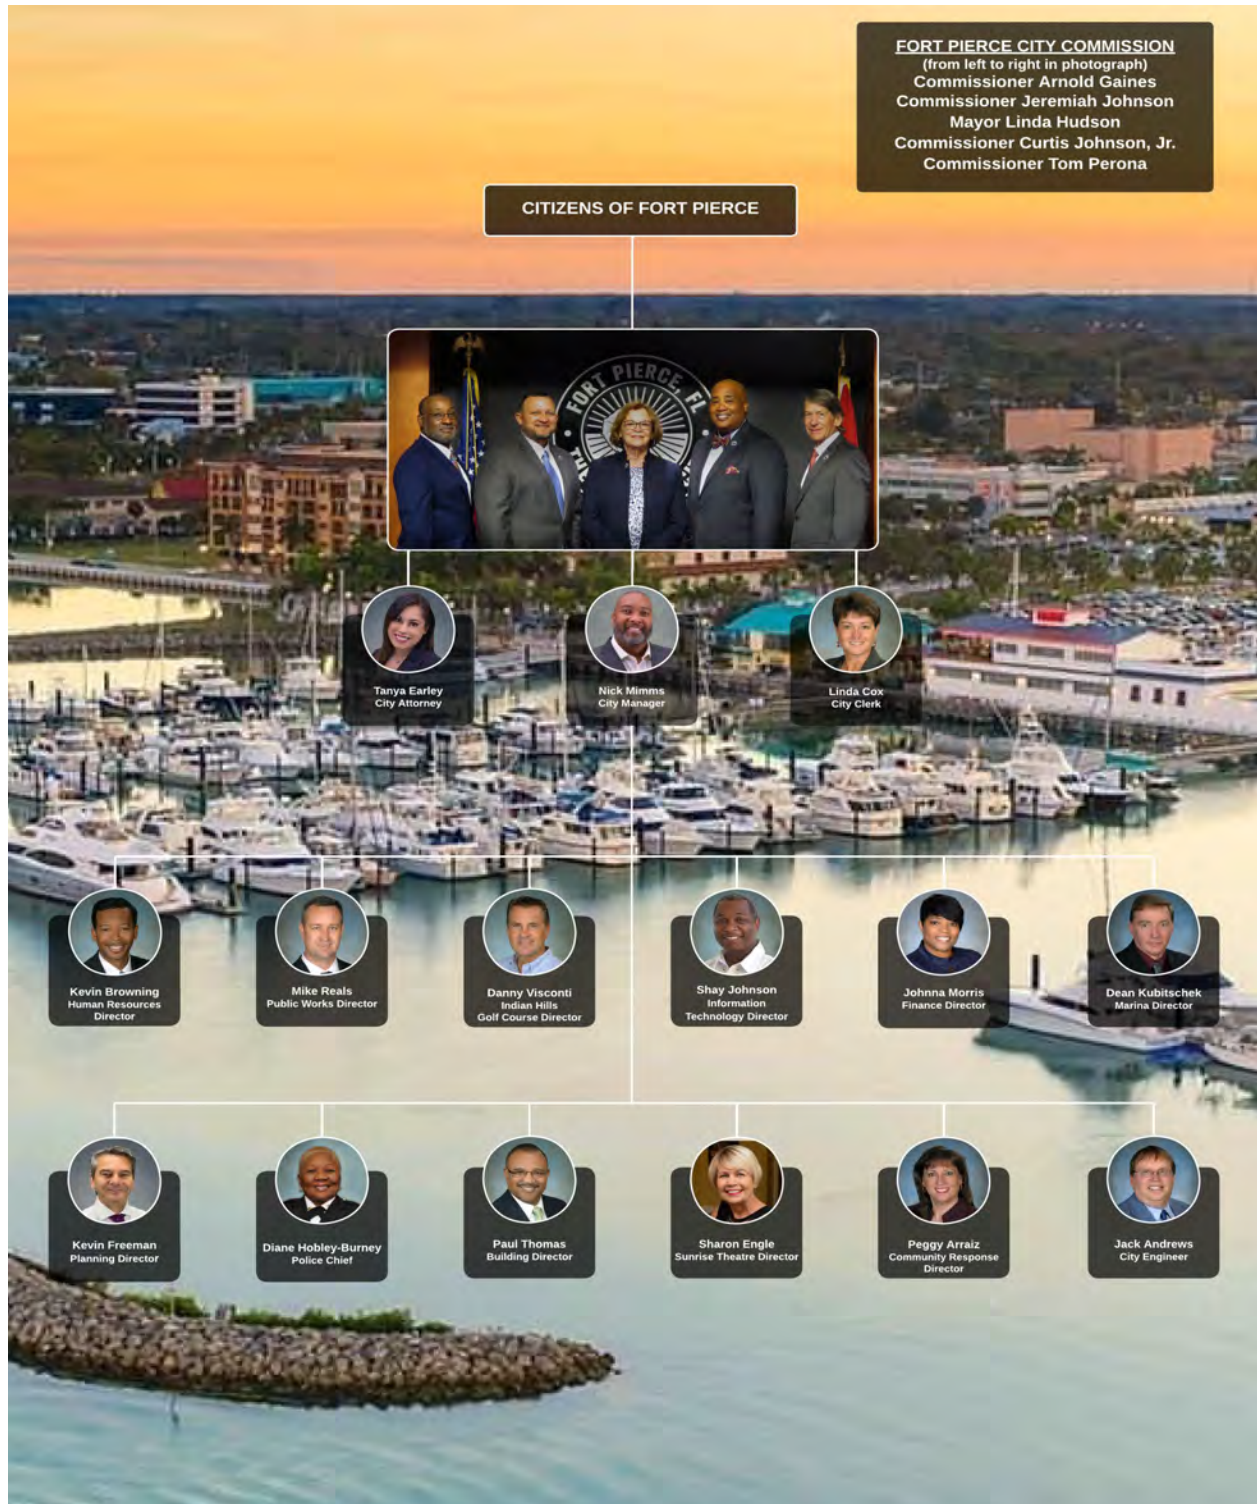 FORT PIERCE CITY COMMISSION
(from left to right in photograph)
Commissioner Arnold Gaines
Commissioner Jeremiah Johnson
Mayor Linda Hudson
Commissioner Curtis Johnson, Jr.
Commissioner Tom Perona
CITIZENS OF FORT PIERCE
FORT PIERCE, FL
Tanya Earley
City Attorney
Nick Mimms
City Manager
Linda Cox
City Clerk
Kevin Browning
Human Resources
Director
Mike Reals
Public Works Director
Danny Visconti
Indian Hills
Golf Course Director
Shay Johnson
Information
Technology Director
Johnna Morris
Finance Director
Dean Kubitschek
Marina Director
Kevin Freeman
Planning Director
Diane Hobley-Burney
Police Chief
Paul Thomas
Building Director
Sharon Engle
Sunrise Theatre Director
Peggy Arraiz
Community Response
Director
Jack Andrews
City Engineer